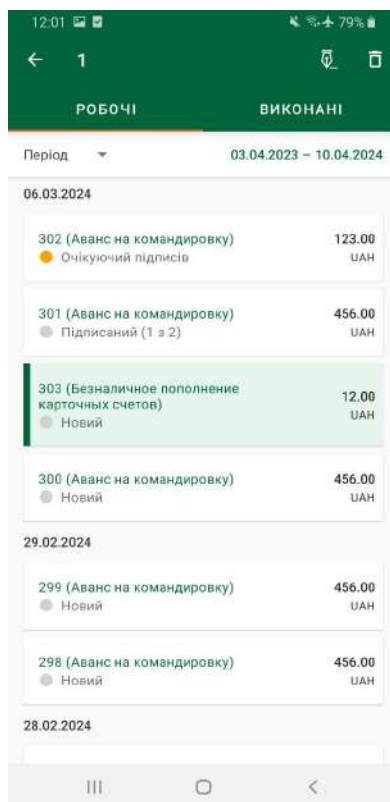 12:01 79%
1
РОБОЧІ ВИКОНАНІ
Період 03.04.2023 – 10.04.2024
06.03.2024
302 (Аванс на командировку) 123.00
Очікуючий підписів UAH
301 (Аванс на командировку) 456.00
Підписаний (1 з 2) UAH
303 (Безналичное пополнение
карточных счетов) 12.00
Новий UAH
300 (Аванс на командировку) 456.00
Новий UAH
29.02.2024
299 (Аванс на командировку) 456.00
Новий UAH
298 (Аванс на командировку) 456.00
Новий UAH
28.02.2024